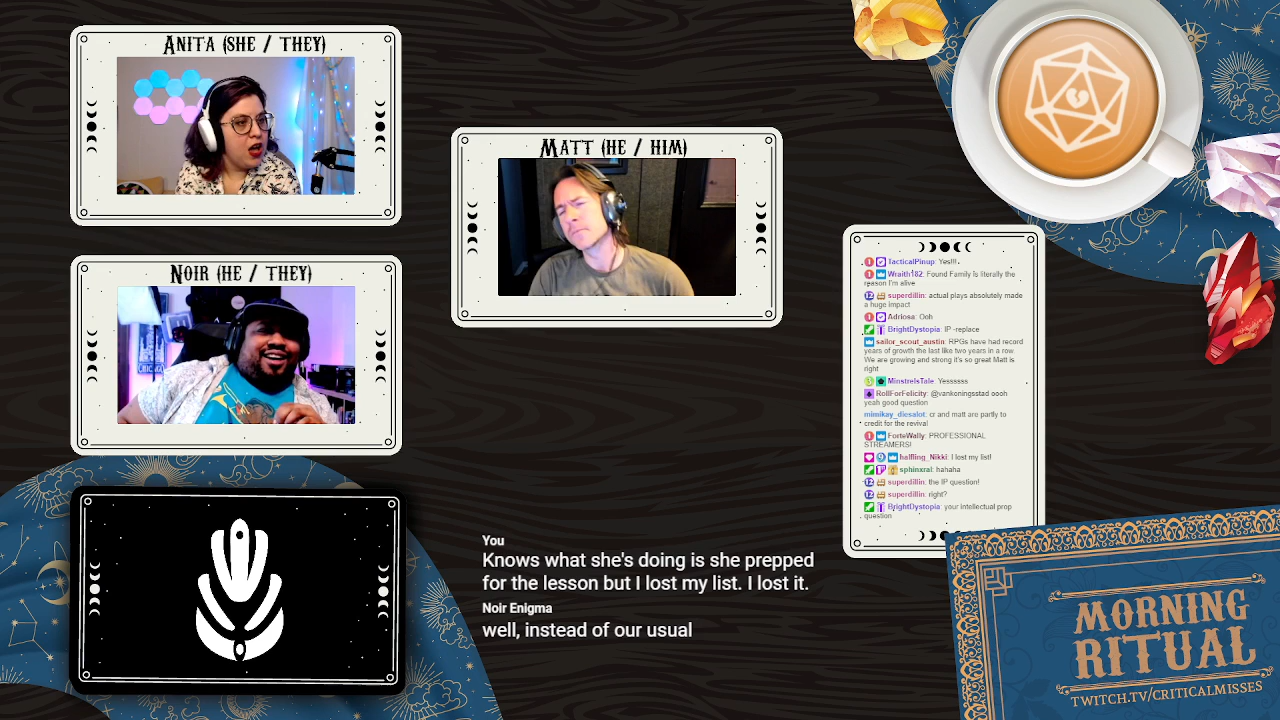 ANITA (SHE / THEY)
MATT (HE / HIM)
NOIR (HE / THEY)
TacticalPinup: Yes!!!
Wraith182: Found Family is literally the
reason I'm alive
superdillin: actual plays absolutely made
a huge impact
Adriosa: Ooh
BrightDystopia: IP -replace
sailor_scout_austin: RPGs have had record
years of growth the last like two years in a row.
We are growing and strong it's so great Matt is
right
MinstrelsTale: Yessssss
RollForFelicity: @vankoningsstad oooh
yeah good question
mimikay_diesalot: cr and matt are partly to
credit for the revival
ForteWally: PROFESSIONAL
STREAMERS!
halfling_Nikki: I lost my list!
sphinxral: hahaha
superdillin: the IP question!
superdillin: right?
BrightDystopia: your intellectual prop
question
You
Knows what she's doing is she prepped
for the lesson but I lost my list. I lost it.
Noir Enigma
well, instead of our usual
MORNING
RITUAL
TWITCH.TV/CRITICALMISSES